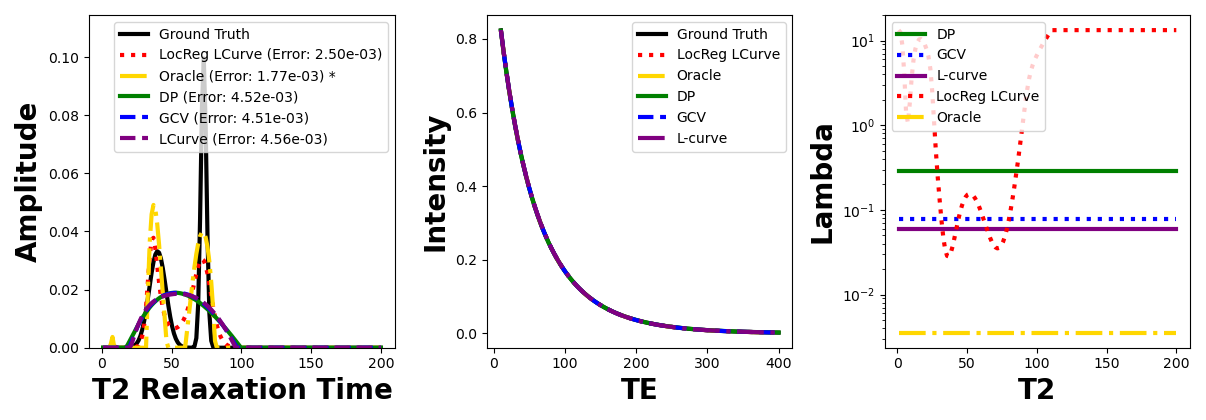 Amplitude
0.10
0.08
0.06
0.04
0.02
0.00
0
50
100
150
200
T2 Relaxation Time
Ground Truth
LocReg LCurve (Error: 2.50e-03)
Oracle (Error: 1.77e-03) *
DP (Error: 4.52e-03)
GCV (Error: 4.51e-03)
LCurve (Error: 4.56e-03)
Intensity
0.8
0.6
0.4
0.2
0.0
0
100
200
300
400
TE
Ground Truth
LocReg LCurve
Oracle
DP
GCV
L-curve
Lambda
10¹
10⁰
10⁻¹
10⁻²
0
50
100
150
200
T2
DP
GCV
L-curve
LocReg LCurve
Oracle